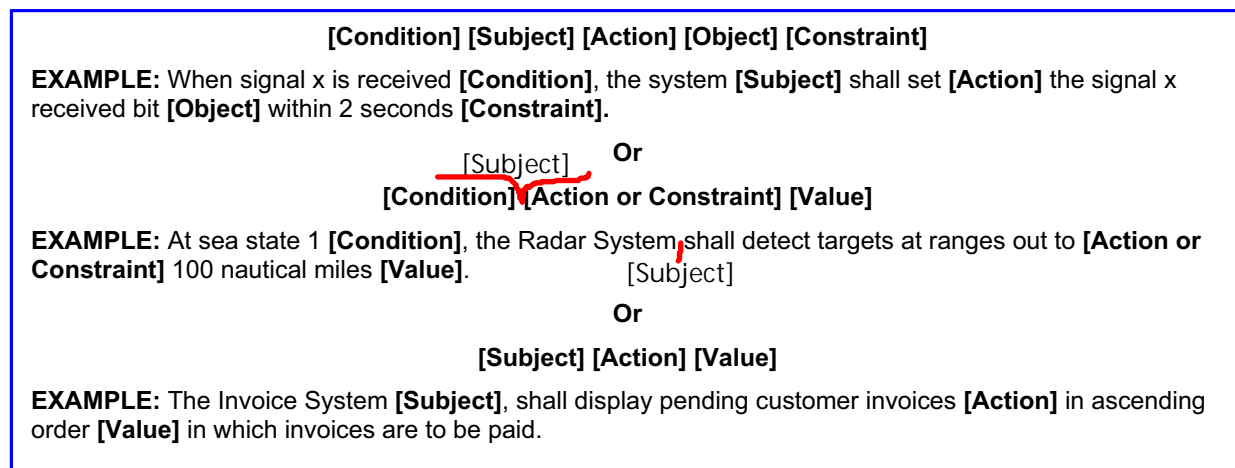 [Condition] [Subject] [Action] [Object] [Constraint]
EXAMPLE: When signal x is received [Condition], the system [Subject] shall set [Action] the signal x
received bit [Object] within 2 seconds [Constraint].
Or
[Subject]
[Condition] [Action or Constraint] [Value]
EXAMPLE: At sea state 1 [Condition], the Radar System shall detect targets at ranges out to [Action or
Constraint] 100 nautical miles [Value].
[Subject]
Or
[Subject] [Action] [Value]
EXAMPLE: The Invoice System [Subject], shall display pending customer invoices [Action] in ascending
order [Value] in which invoices are to be paid.